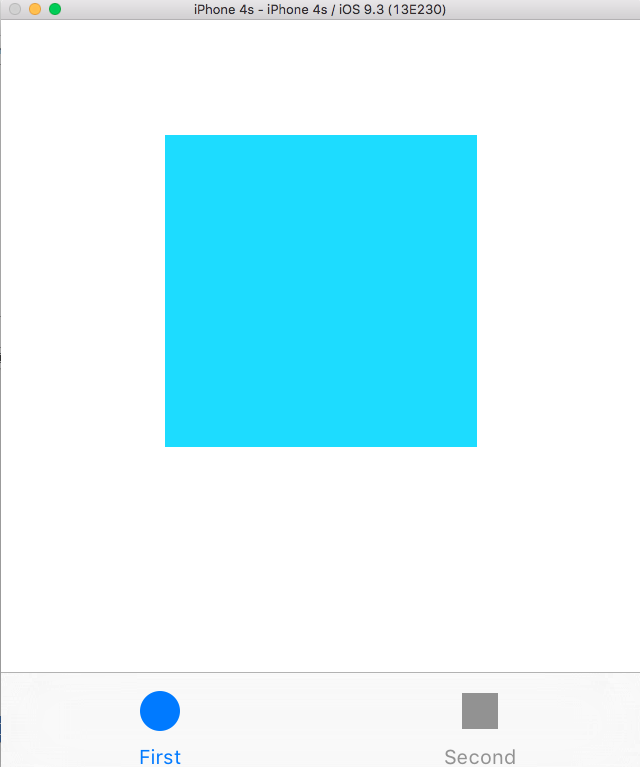 iPhone 4s - iPhone 4s / iOS 9.3 (13E230)
First
Second